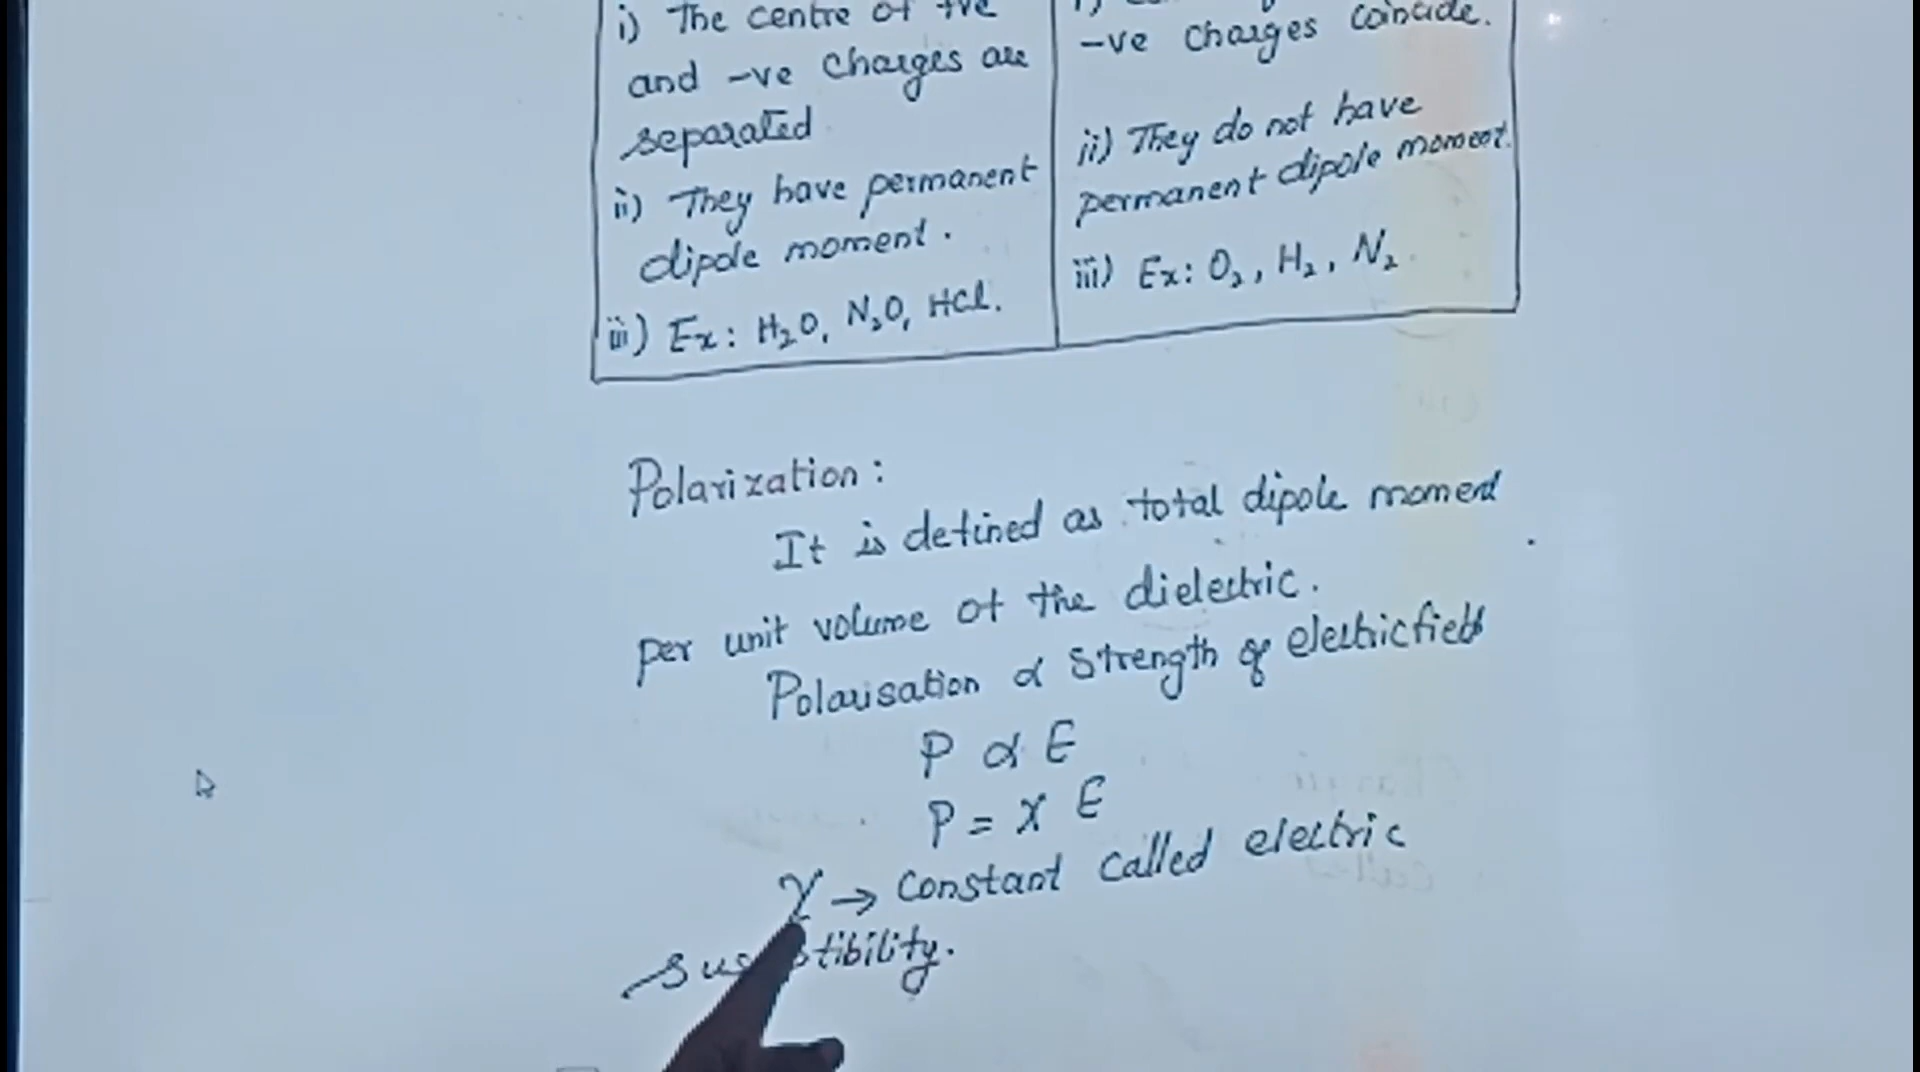 i) The centre of +ve
and -ve charges are
separated
ii) They have permanent
dipole moment.
iii) Ex: H₂O, N₂O, HCl.
-ve charges coincide.
ii) They do not have
permanent dipole moment.
iii) Ex: O₂, H₂, N₂
Polarization:
It is defined as total dipole moment
per unit volume of the dielectric.
Polarisation α strength of electric field
P α E
P = χ E
χ → constant called electric
tibility.